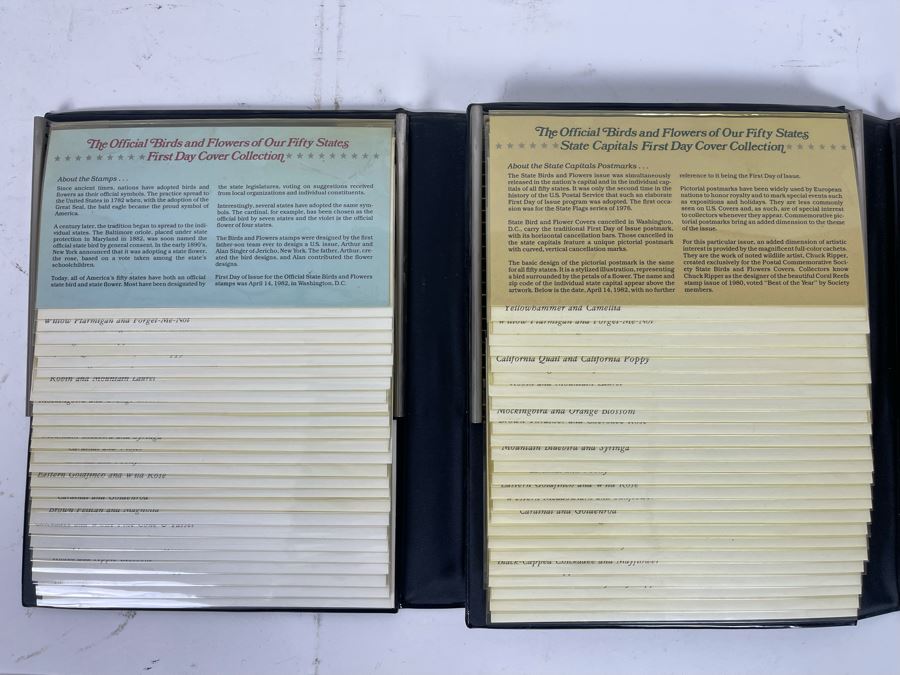 The Official Birds and Flowers of Our Fifty States
First Day Cover Collection
About the Stamps . . .
Since ancient times, nations have adopted birds and
flowers as their official symbols. The practice spread to
the United States in 1782 when, with the adoption of the
Great Seal, the bald eagle became the proud symbol of
America.
A century later, the tradition began to spread to the indi-
vidual states. The Baltimore oriole, placed under state
protection in Maryland in 1882, was soon named the
official state bird by general consent. In the early 1890's,
New York announced that it was adopting a state flower,
the rose, based on a vote taken among the state's
schoolchildren.
Today, all of America's fifty states have both an official
state bird and state flower. Most have been designated by
the state legislatures, voting on suggestions received
from local organizations and individual constituents.
Interestingly, several states have adopted the same sym-
bols. The cardinal, for example, has been chosen as the
official bird by seven states and the violet is the official
flower of four states.
The Birds and Flowers stamps were designed by the first
father-son team ever to design a U.S. issue, Arthur and
Alan Singer of Jericho, New York. The father, Arthur, cre-
ated the bird designs, and Alan contributed the flower
designs.
First Day of Issue for the Official State Birds and Flowers
stamps was April 14, 1982, in Washington, D.C.
Willow Ptarmigan and Forget-Me-Not
Robin and Mountain Laurel
Eastern Goldfinch and Wild Rose
Cardinal and Goldenrod
Brown Pelican and Magnolia
The Official Birds and Flowers of Our Fifty States
State Capitals First Day Cover Collection
About the State Capitals Postmarks . . .
The State Birds and Flowers issue was simultaneously
released in the nation's capital and in the individual cap-
itals of all fifty states. It was only the second time in the
history of the U.S. Postal Service that such an elaborate
First Day of Issue program was adopted. The first occa-
sion was for the State Flags series of 1976.
State Bird and Flower Covers cancelled in Washington,
D.C., carry the traditional First Day of Issue postmark,
with its horizontal cancellation bars. Those cancelled in
the state capitals feature a unique pictorial postmark
with curved, vertical cancellation marks.
The basic design of the pictorial postmark is the same
for all fifty states. It is a stylized illustration, representing
a bird surrounded by the petals of a flower. The name and
zip code of the individual state capital appear above the
artwork. Below is the date, April 14, 1982, with no further
reference to it being the First Day of Issue.
Pictorial postmarks have been widely used by European
nations to honor royalty and to mark special events such
as expositions and holidays. They are less commonly
seen on U.S. Covers and, as such, are of special interest
to collectors whenever they appear. Commemorative pic-
torial postmarks bring an added dimension to the theme
of the issue.
For this particular issue, an added dimension of artistic
interest is provided by the magnificent full-color cachets.
They are the work of noted wildlife artist, Chuck Ripper,
created exclusively for the Postal Commemorative Soci-
ety State Birds and Flowers Covers. Collectors know
Chuck Ripper as the designer of the beautiful Coral Reefs
stamp issue of 1980, voted "Best of the Year" by Society
members.
Yellowhammer and Camellia
Willow Ptarmigan and Forget-Me-Not
California Quail and California Poppy
Mockingbird and Orange Blossom
Mountain Bluebird and Syringa
Eastern Goldfinch and Wild Rose
Cardinal and Goldenrod
Black-Capped Chickadee and Mayflower